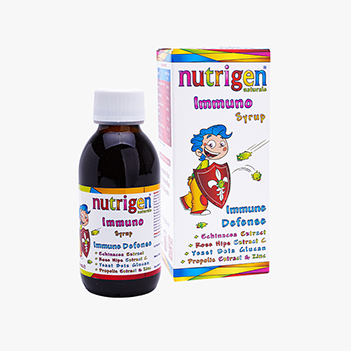 nutrigen
naturals
Immuno
Syrup
Immune
Defense
+ Echinacea Extract
+ Rose Hips Extract &
+ Yeast Beta Glucan
+ Propolis Extract & Zinc
nutrigen
naturals
Immuno
Syrup
Immune Defense
+ Echinacea Extract
+ Rose Hips Extract &
+ Yeast Beta Glucan
+ Propolis Extract & Zinc